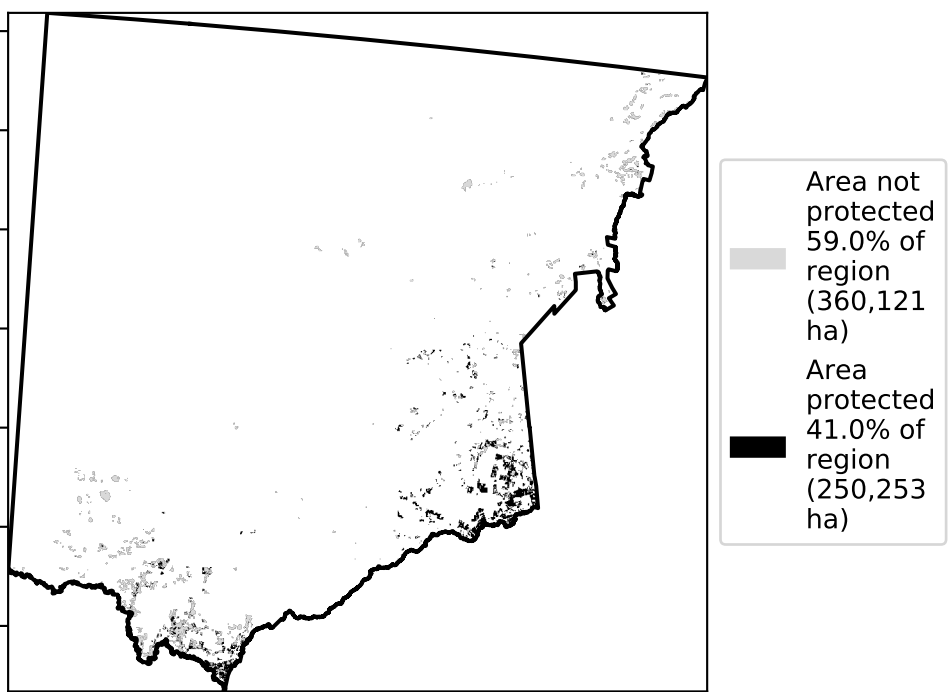 Area not
protected
59.0% of
region
(360,121
ha)
Area
protected
41.0% of
region
(250,253
ha)